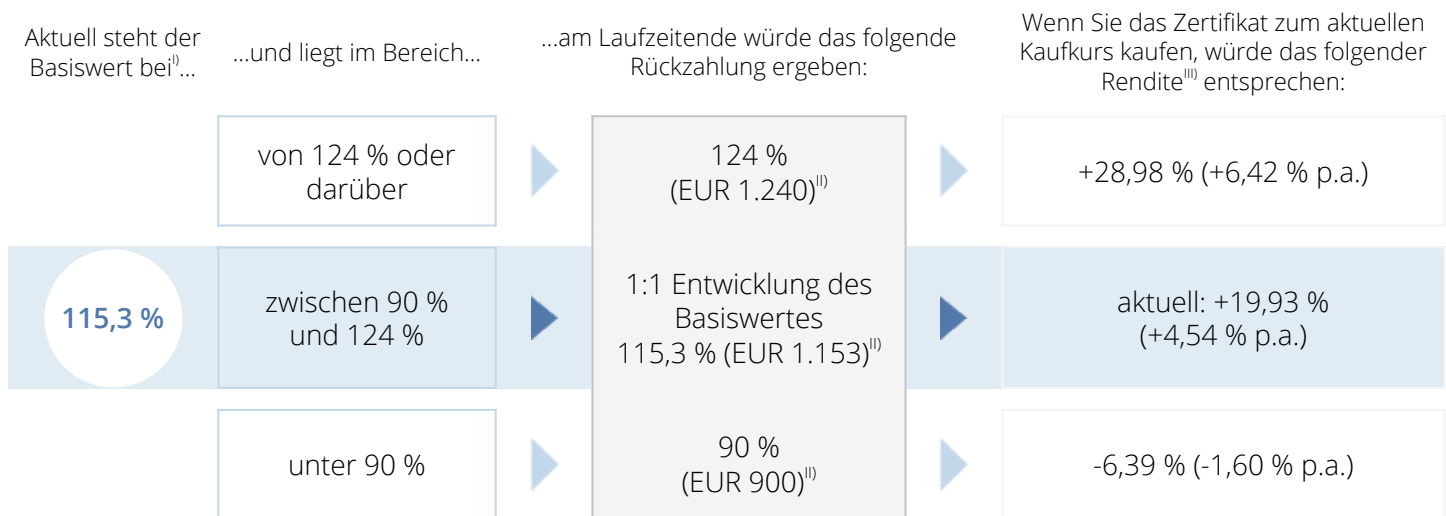 Aktuell steht der
Basiswert bei^I)...
...und liegt im Bereich...
...am Laufzeitende würde das folgende
Rückzahlung ergeben:
Wenn Sie das Zertifikat zum aktuellen
Kaufkurs kaufen, würde das folgender
Rendite^III) entsprechen:
von 124 % oder
darüber
124 %
(EUR 1.240)^II)
+28,98 % (+6,42 % p.a.)
115,3 %
zwischen 90 %
und 124 %
1:1 Entwicklung des
Basiswertes
115,3 % (EUR 1.153)^II)
aktuell: +19,93 %
(+4,54 % p.a.)
unter 90 %
90 %
(EUR 900)^II)
-6,39 % (-1,60 % p.a.)